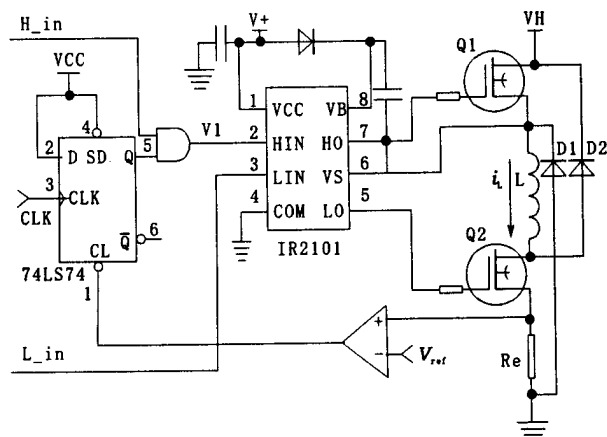 H_in
V+
VCC
Q1
VH
4
1
VCC
VB
8
2
D
SD
Q
5
V1
2
HIN
HO
7
3
CLK
CLK
3
LIN
VS
6
i_L
L
D1
D2
4
COM
LO
5
Q̅
6
CL
74LS74
1
IR2101
Q2
+
-
V_ref
Re
L_in